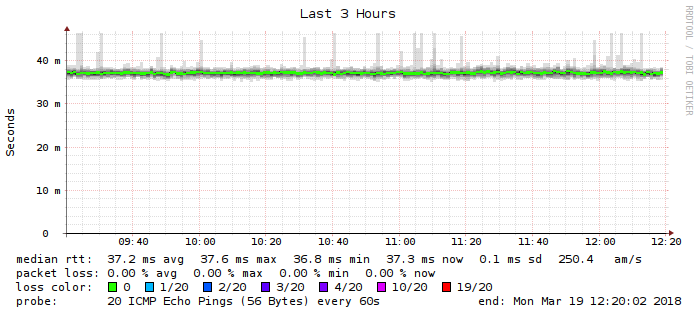 Last 3 Hours
RRDTOOL / TOBI OETIKER
Seconds
40 m
30 m
20 m
10 m
0
09:40 10:00 10:20 10:40 11:00 11:20 11:40 12:00 12:20
median rtt: 37.2 ms avg 37.6 ms max 36.8 ms min 37.3 ms now 0.1 ms sd 250.4 am/s
packet loss: 0.00 % avg 0.00 % max 0.00 % min 0.00 % now
loss color: 0 1/20 2/20 3/20 4/20 10/20 19/20
probe: 20 ICMP Echo Pings (56 Bytes) every 60s end: Mon Mar 19 12:20:02 2018